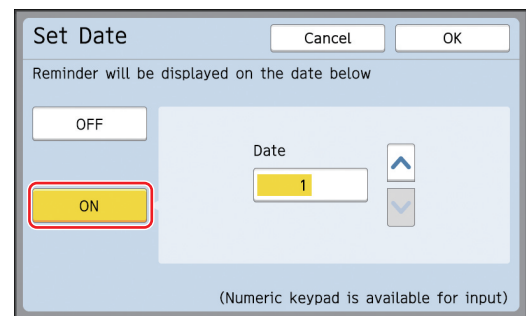 Set Date
Cancel
OK
Reminder will be displayed on the date below
OFF
Date
1
ON
(Numeric keypad is available for input)